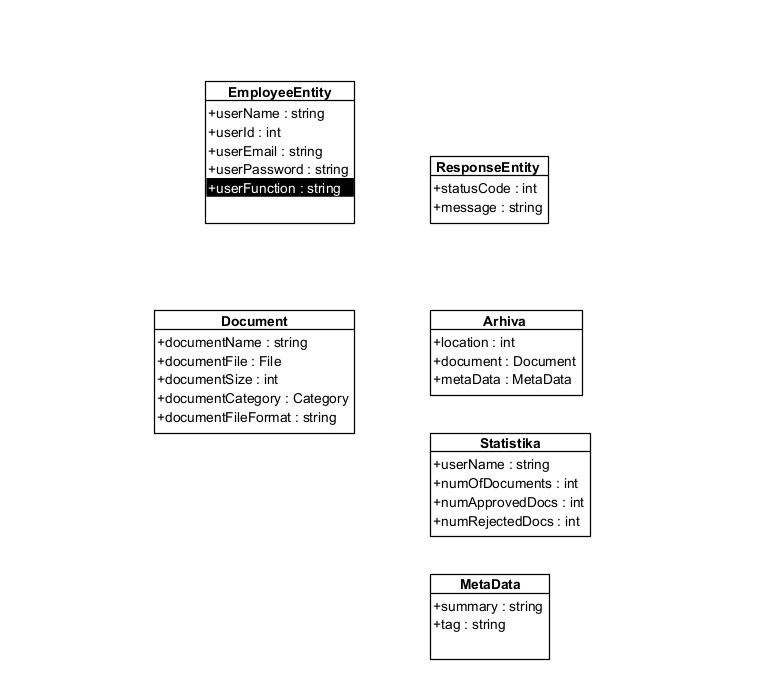 EmployeeEntity
+userName : string
+userId : int
+userEmail : string
+userPassword : string
+userFunction : string
ResponseEntity
+statusCode : int
+message : string
Document
+documentName : string
+documentFile : File
+documentSize : int
+documentCategory : Category
+documentFileFormat : string
Arhiva
+location : int
+document : Document
+metaData : MetaData
Statistika
+userName : string
+numOfDocuments : int
+numApprovedDocs : int
+numRejectedDocs : int
MetaData
+summary : string
+tag : string